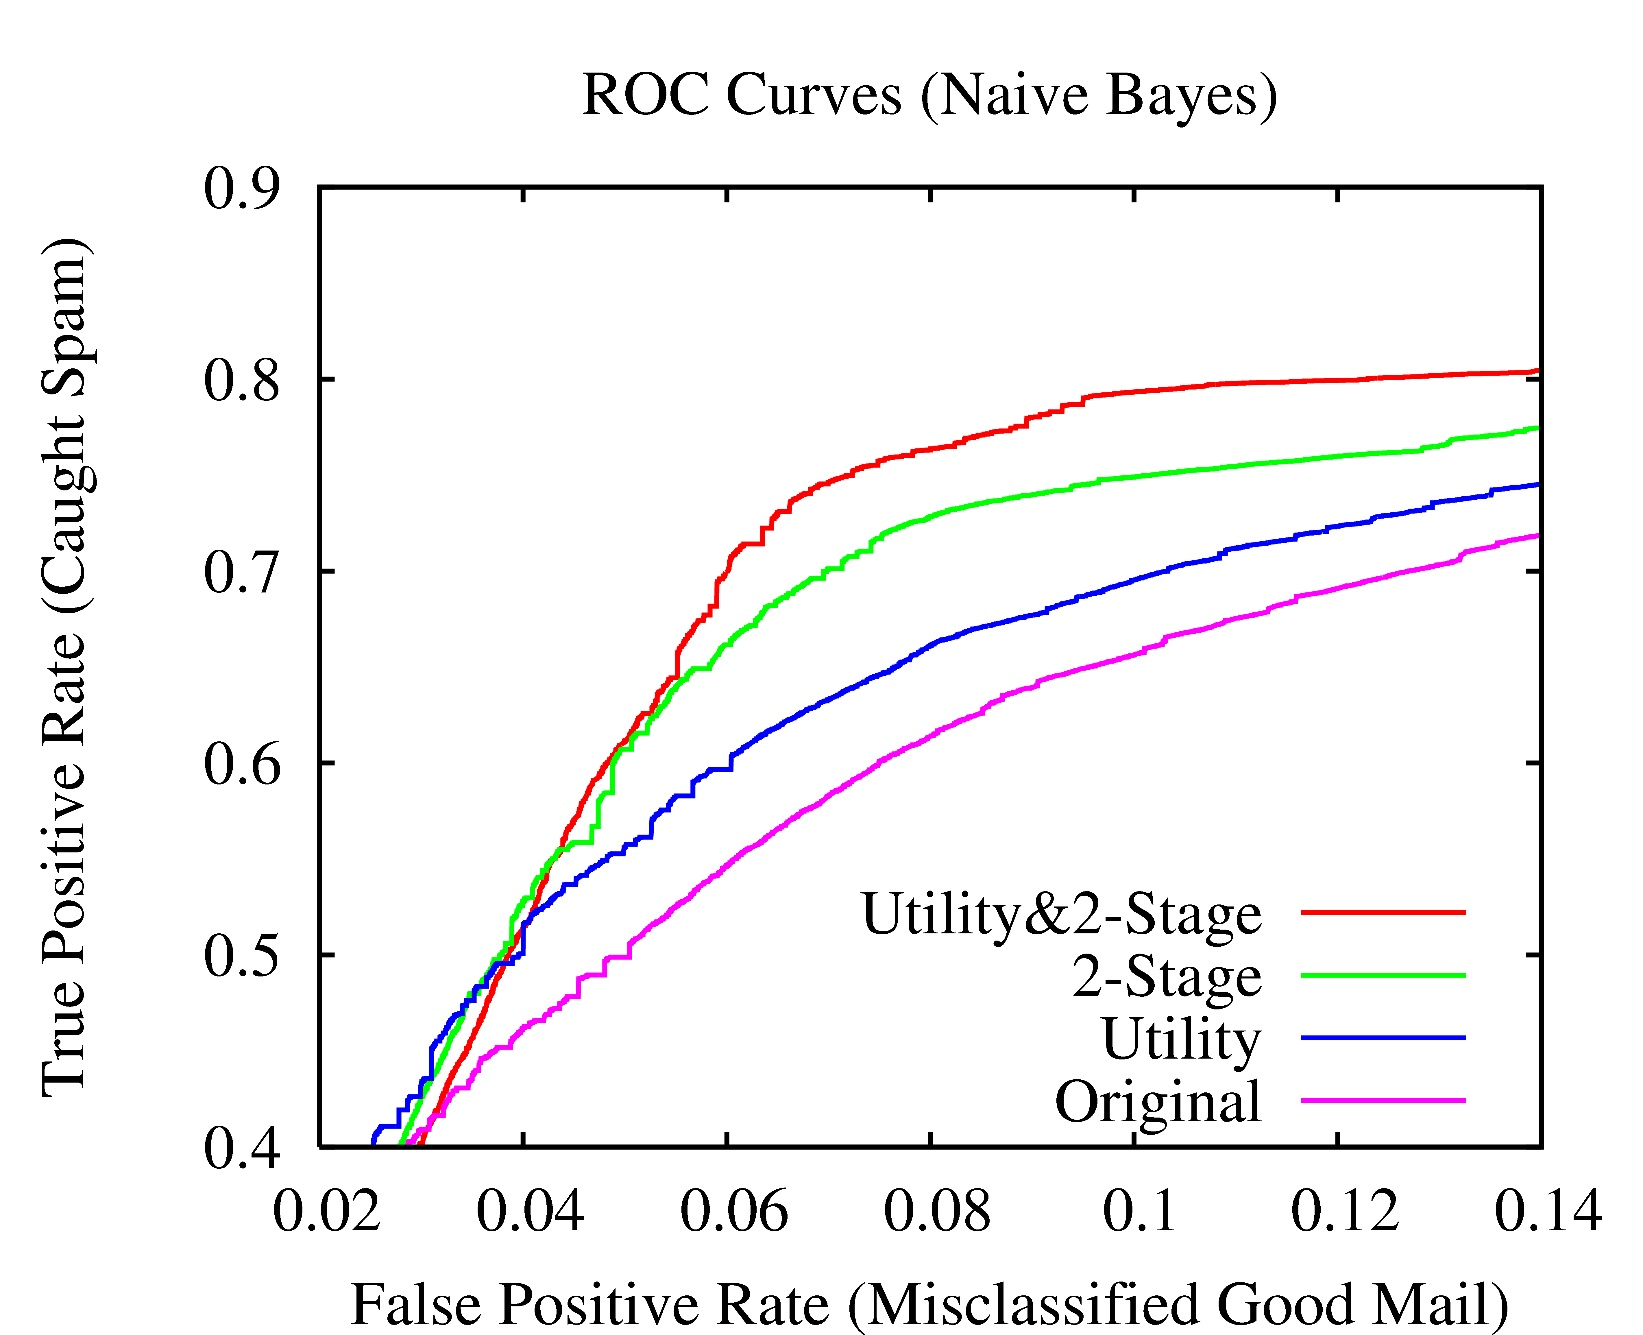 ROC Curves (Naive Bayes)
True Positive Rate (Caught Spam)
0.9
0.8
0.7
0.6
0.5
0.4
Utility&2-Stage
2-Stage
Utility
Original
0.02 0.04 0.06 0.08 0.1 0.12 0.14
False Positive Rate (Misclassified Good Mail)